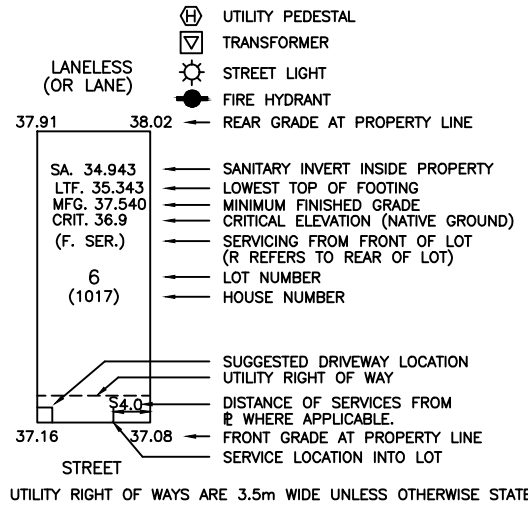 UTILITY PEDESTAL
TRANSFORMER
STREET LIGHT
FIRE HYDRANT
H
LANELESS
(OR LANE)
37.91 38.02 REAR GRADE AT PROPERTY LINE
SA. 34.943 SANITARY INVERT INSIDE PROPERTY
LTF. 35.343 LOWEST TOP OF FOOTING
MFG. 37.540 MINIMUM FINISHED GRADE
CRIT. 36.9 CRITICAL ELEVATION (NATIVE GROUND)
(F. SER.) SERVICING FROM FRONT OF LOT
(R REFERS TO REAR OF LOT)
6 LOT NUMBER
(1017) HOUSE NUMBER
SUGGESTED DRIVEWAY LOCATION
UTILITY RIGHT OF WAY
S4.0 DISTANCE OF SERVICES FROM
℄ WHERE APPLICABLE.
37.16 37.08 FRONT GRADE AT PROPERTY LINE
SERVICE LOCATION INTO LOT
STREET
UTILITY RIGHT OF WAYS ARE 3.5m WIDE UNLESS OTHERWISE STATE